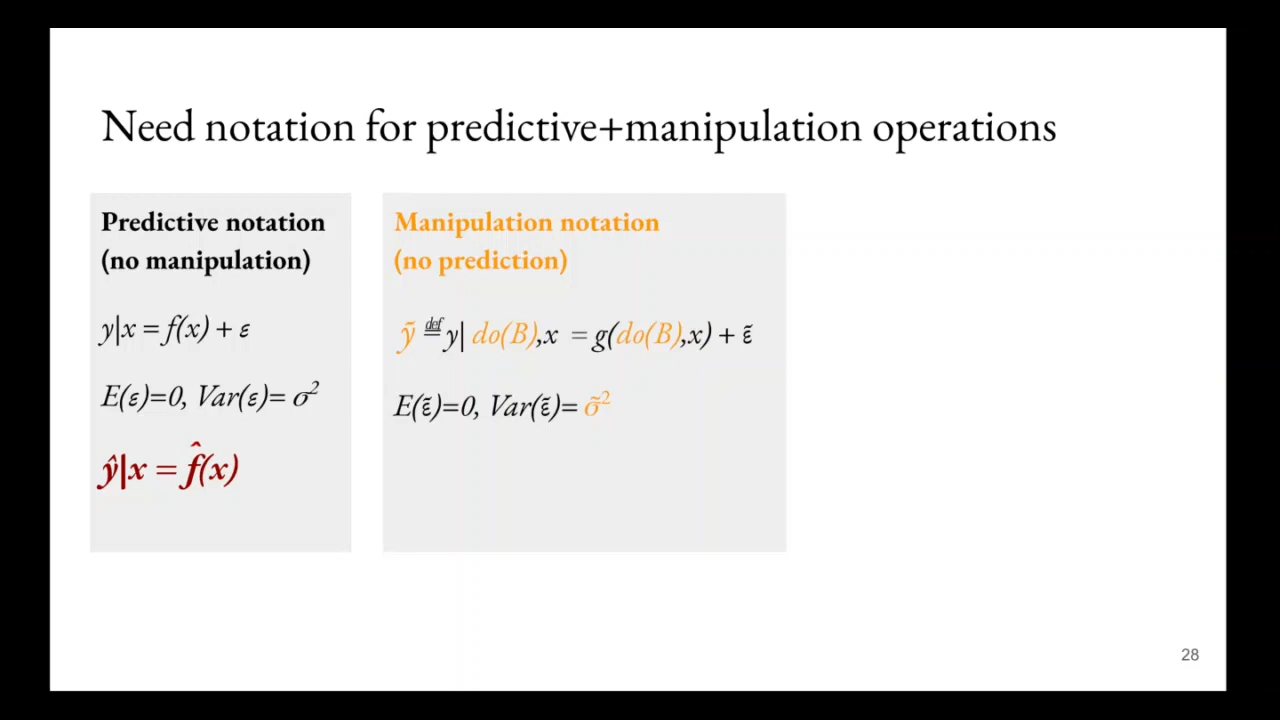 Need notation for predictive+manipulation operations
Predictive notation
(no manipulation)
y|x = f(x) + ε
E(ε)=0, Var(ε)= σ²
ŷ|x = f̂(x)
Manipulation notation
(no prediction)
ỹ ≝ y| do(B),x = g(do(B),x) + ε̃
E(ε̃)=0, Var(ε̃)= σ̃²
28